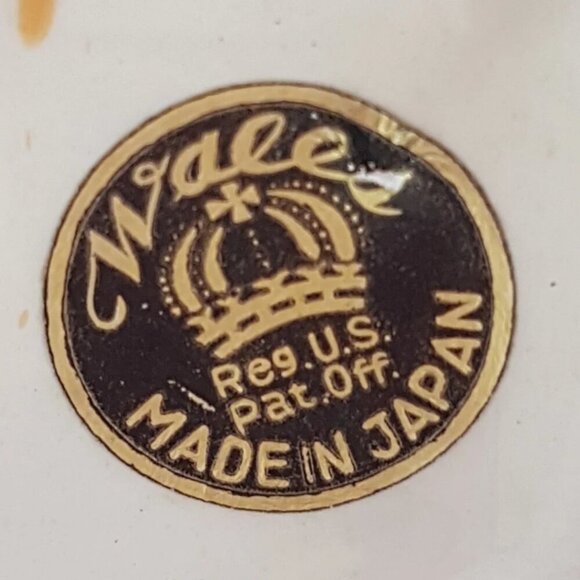 Wales
Reg. U.S.
Pat. Off.
MADE IN JAPAN